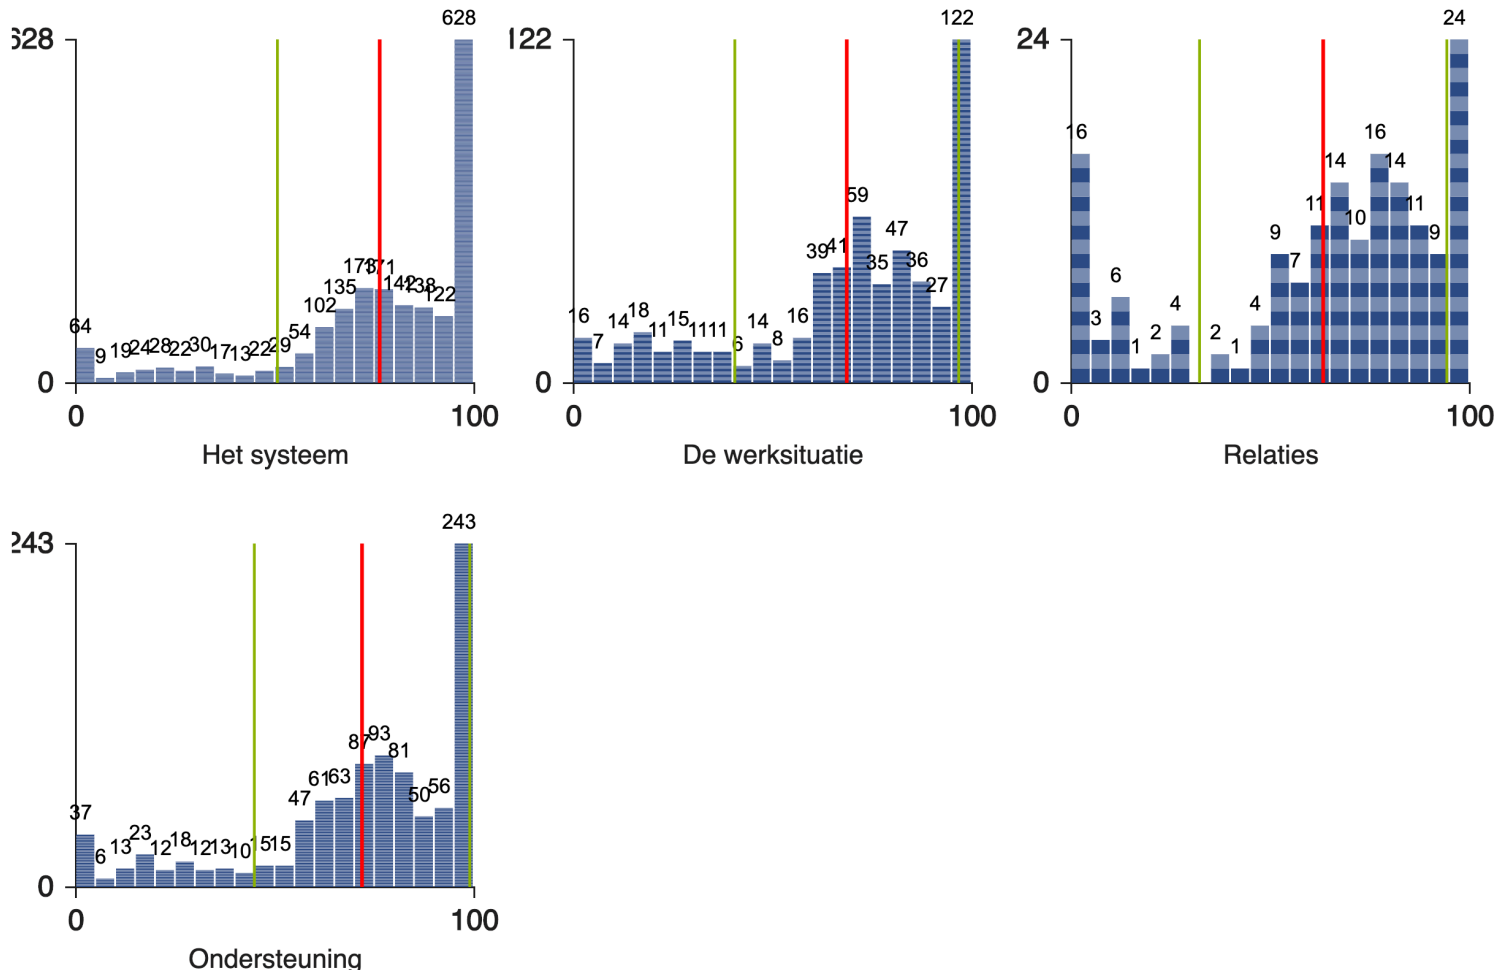 628
628
64 9 19 24 28 22 30 17 13 22 29 54 102 135 173 171 142 138 122
0
0 100
Het systeem
122
122
16 7 14 18 11 15 11 11 6 14 8 16 39 41 59 35 47 36 27
0
0 100
De werksituatie
24
24
16 3 6 1 2 4 2 1 4 9 7 11 14 10 16 14 11 9
0
0 100
Relaties
243
243
37 6 13 23 12 18 12 13 10 15 15 47 61 63 87 93 81 50 56
0
0 100
Ondersteuning